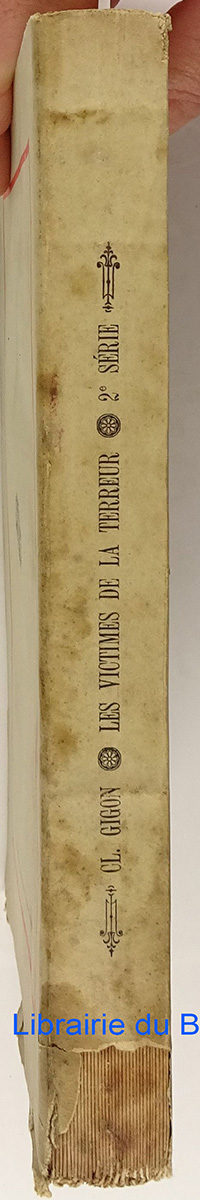 CL. GIGON LES VICTIMES DE LA TERREUR 2e SÉRIE
Librairie du B